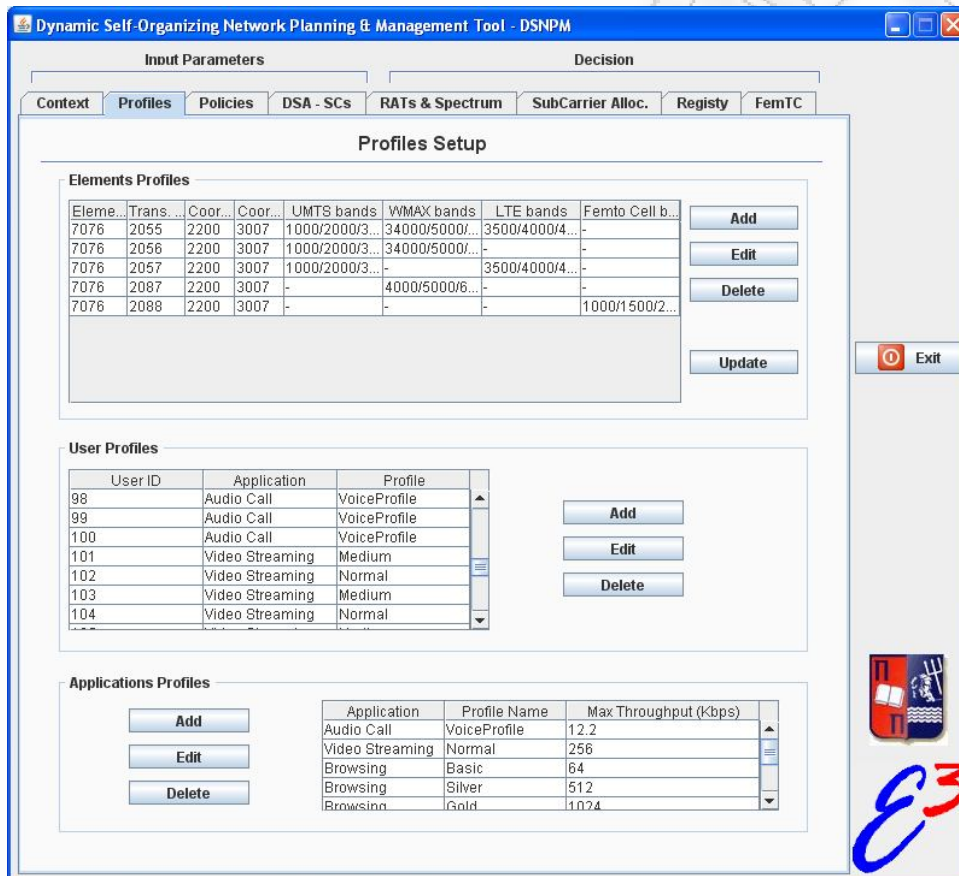 Dynamic Self-Organizing Network Planning & Management Tool - DSNPM
Input Parameters Decision
Context Profiles Policies DSA - SCs RATs & Spectrum SubCarrier Alloc. Registy FemTC
Profiles Setup
Elements Profiles
Eleme... Trans. ... Coor... Coor... UMTS bands WMAX bands LTE bands Femto Cell b...
7076 2055 2200 3007 1000/2000/3... 34000/5000/... 3500/4000/4... -
7076 2056 2200 3007 1000/2000/3... 34000/5000/... - -
7076 2057 2200 3007 1000/2000/3... - 3500/4000/4... -
7076 2087 2200 3007 - 4000/5000/6... - -
7076 2088 2200 3007 - - - 1000/1500/2...
Add
Edit
Delete
Update
Exit
User Profiles
User ID Application Profile
98 Audio Call VoiceProfile
99 Audio Call VoiceProfile
100 Audio Call VoiceProfile
101 Video Streaming Medium
102 Video Streaming Normal
103 Video Streaming Medium
104 Video Streaming Normal
Add
Edit
Delete
Applications Profiles
Add
Edit
Delete
Application Profile Name Max Throughput (Kbps)
Audio Call VoiceProfile 12.2
Video Streaming Normal 256
Browsing Basic 64
Browsing Silver 512
Browsing Gold 1024
Π
Π
E3